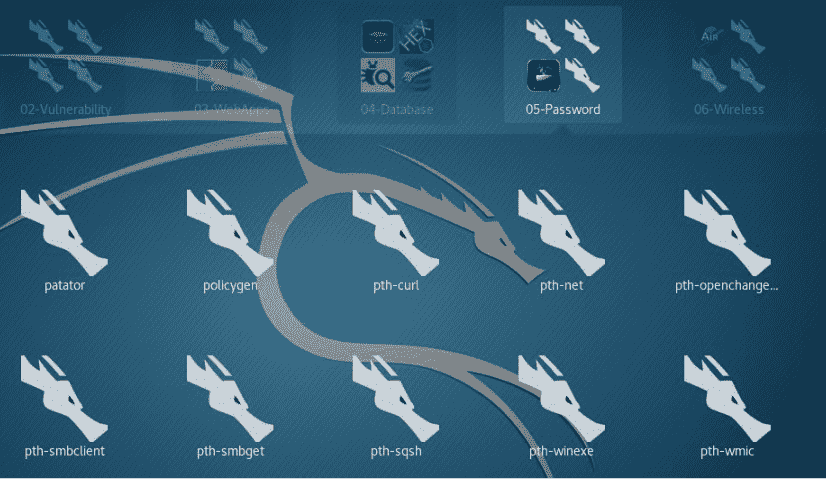 02-Vulnerability 03-WebApps 04-Database 05-Password 06-Wireless
patator policygen pth-curl pth-net pth-openchange...
pth-smbclient pth-smbget pth-sqsh pth-winexe pth-wmic